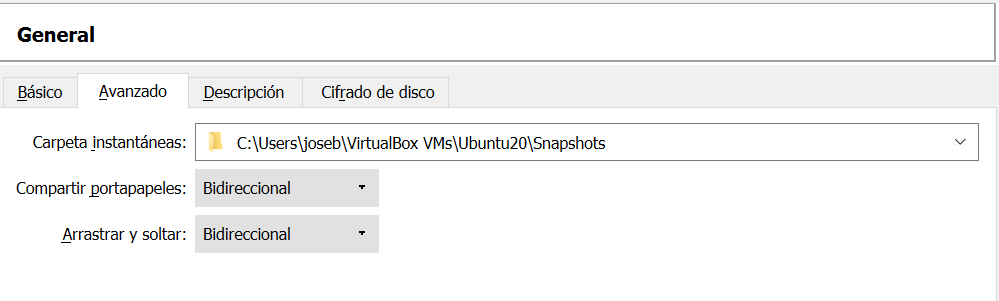 General
Básico Avanzado Descripción Cifrado de disco
Carpeta instantáneas: C:\Users\joseb\VirtualBox VMs\Ubuntu20\Snapshots
Compartir portapapeles: Bidireccional
Arrastrar y soltar: Bidireccional